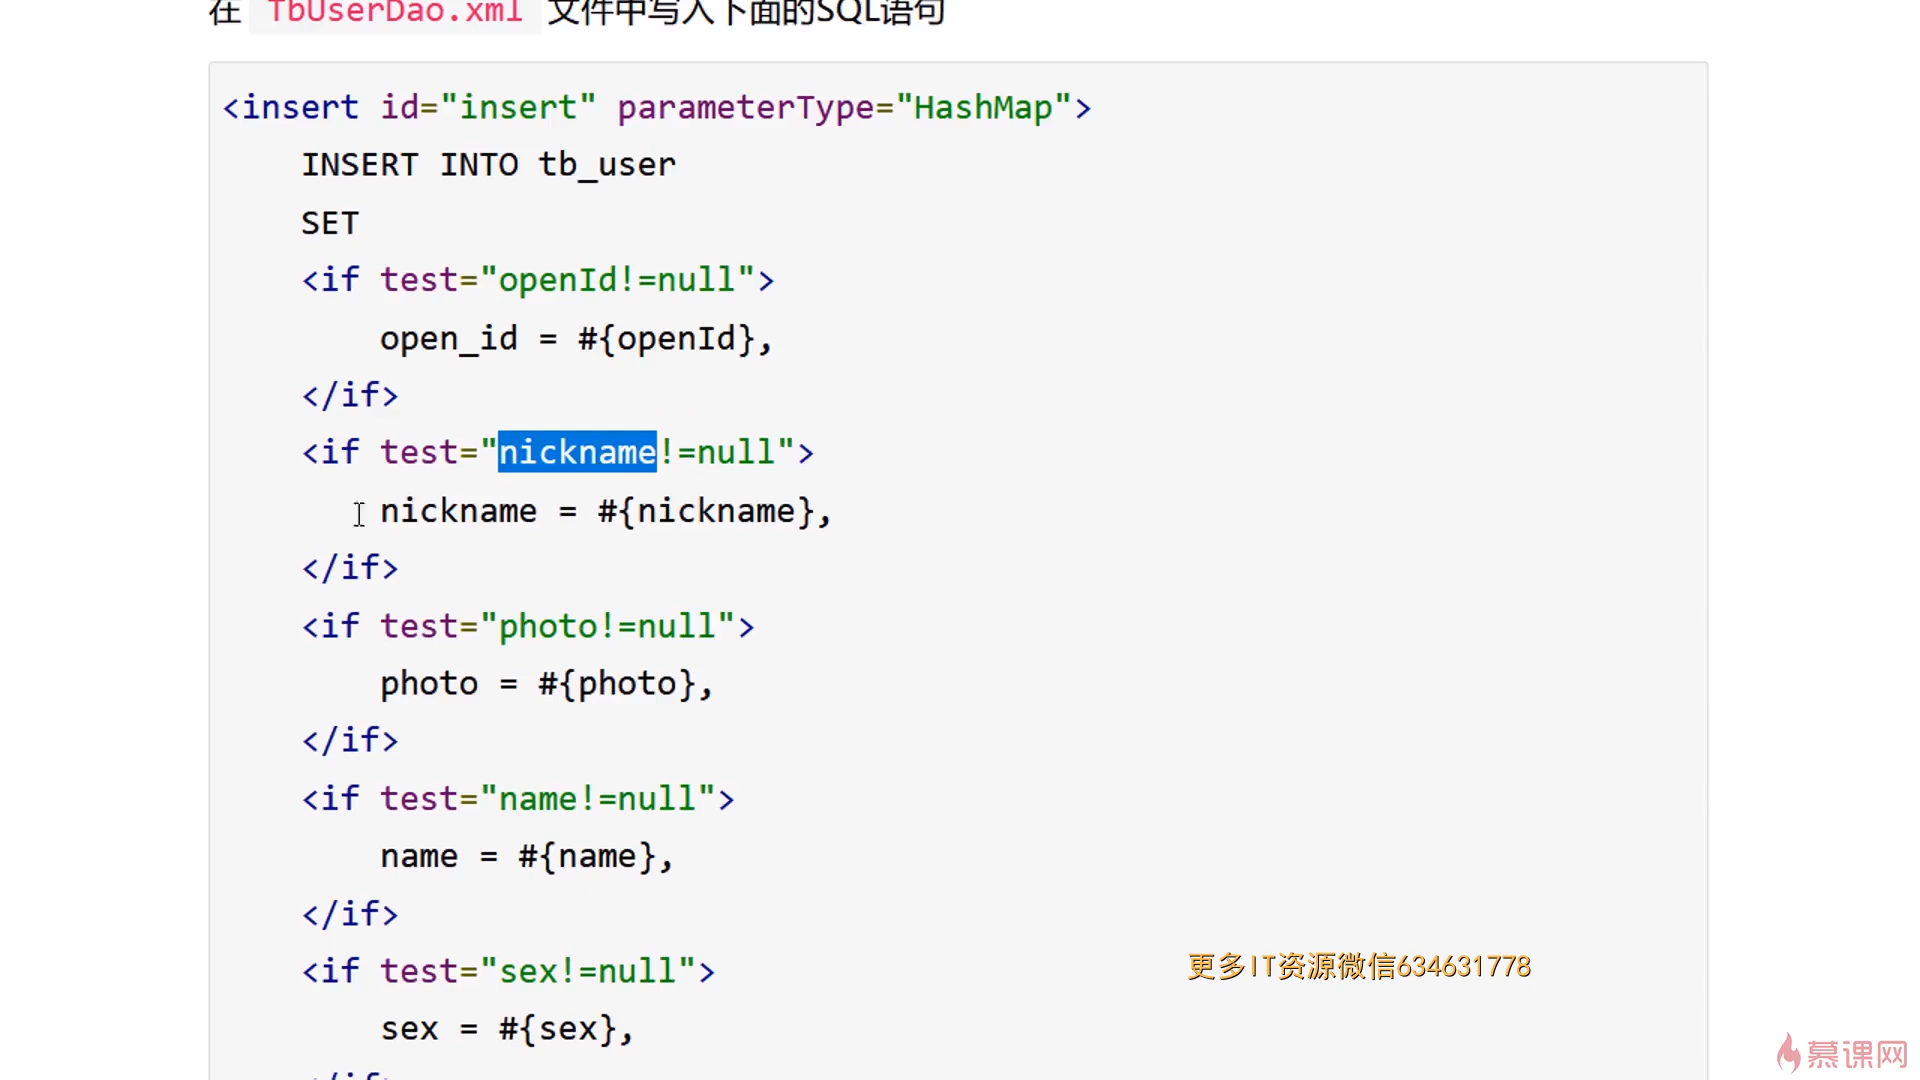 在 TbUserDao.xml 文件中写入下面的SQL语句
<insert id="insert" parameterType="HashMap">
INSERT INTO tb_user
SET
<if test="openId!=null">
open_id = #{openId},
</if>
<if test="nickname!=null">
nickname = #{nickname},
</if>
<if test="photo!=null">
photo = #{photo},
</if>
<if test="name!=null">
name = #{name},
</if>
<if test="sex!=null">
sex = #{sex},
</if>
更多IT资源微信634631778
慕课网